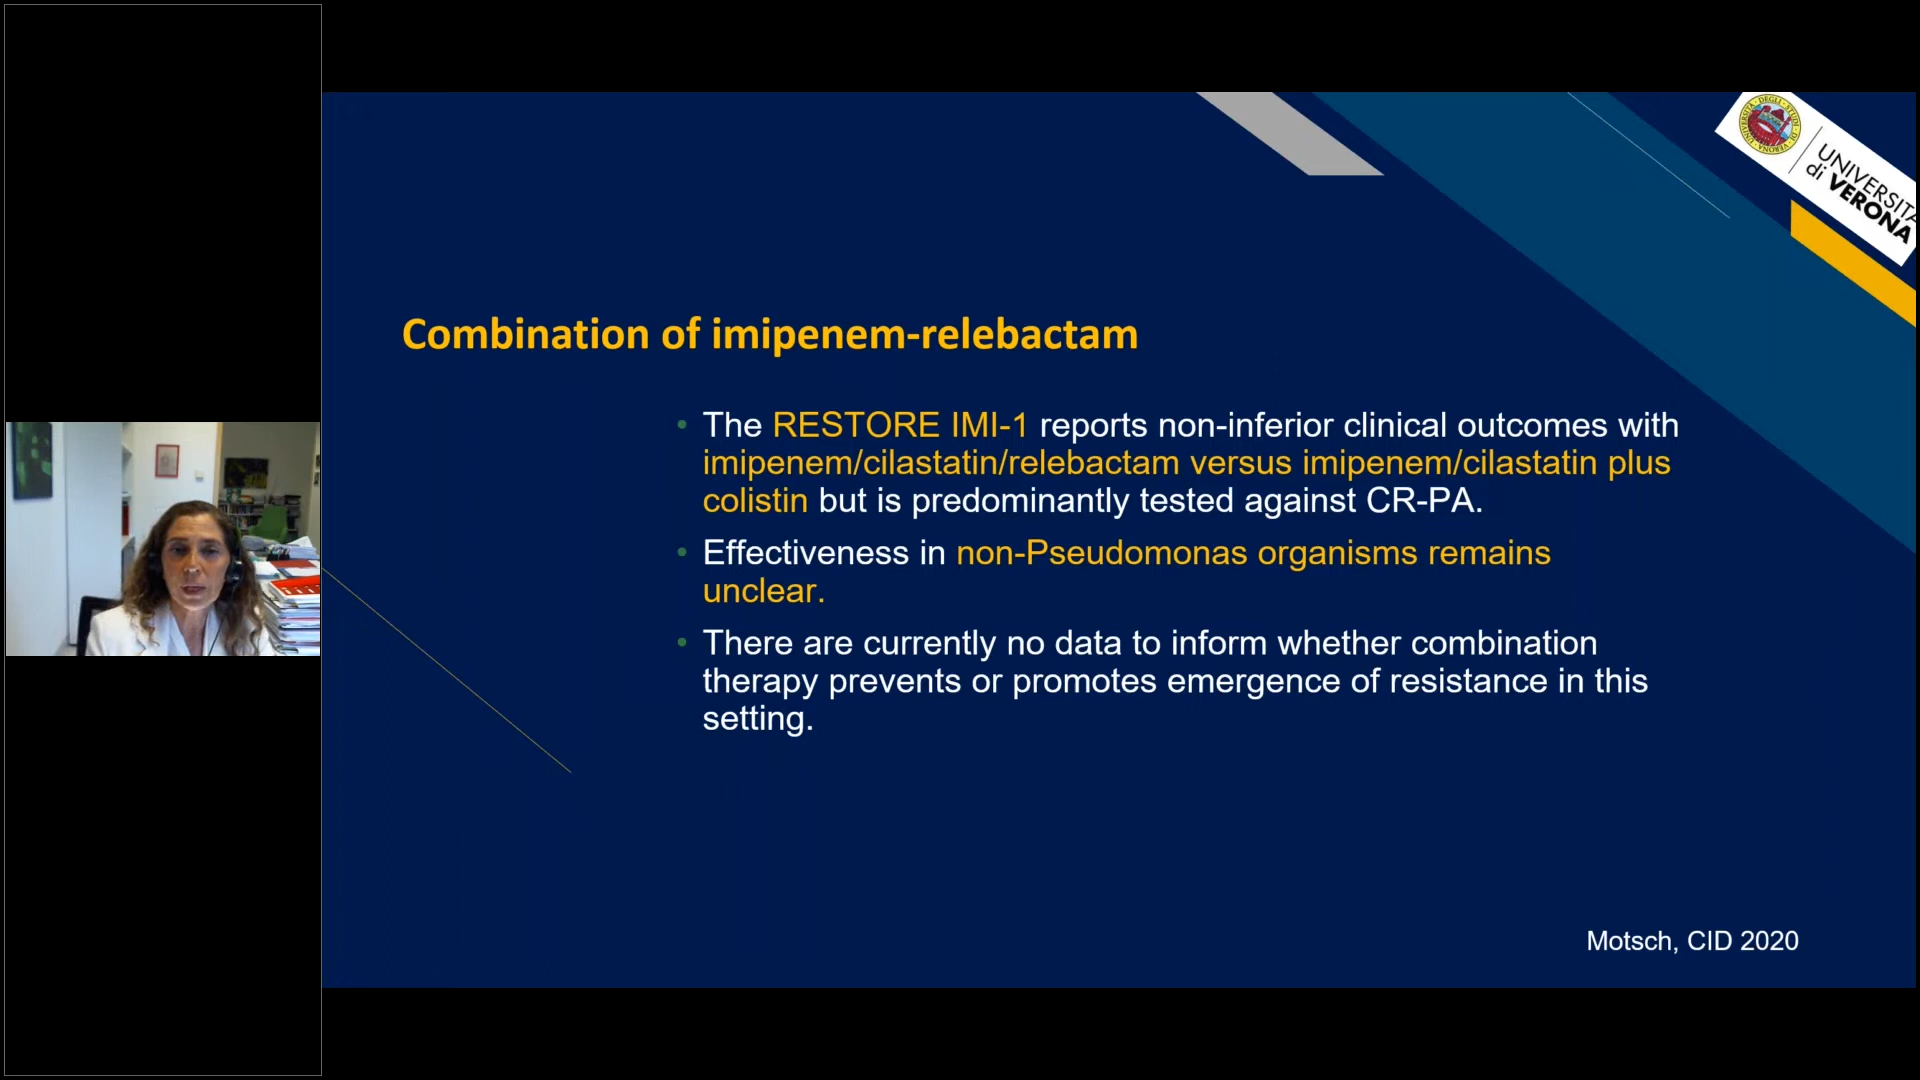 UNIVERSITÀ
di VERONA
Combination of imipenem-relebactam
• The RESTORE IMI-1 reports non-inferior clinical outcomes with
imipenem/cilastatin/relebactam versus imipenem/cilastatin plus
colistin but is predominantly tested against CR-PA.
• Effectiveness in non-Pseudomonas organisms remains
unclear.
• There are currently no data to inform whether combination
therapy prevents or promotes emergence of resistance in this
setting.
Motsch, CID 2020